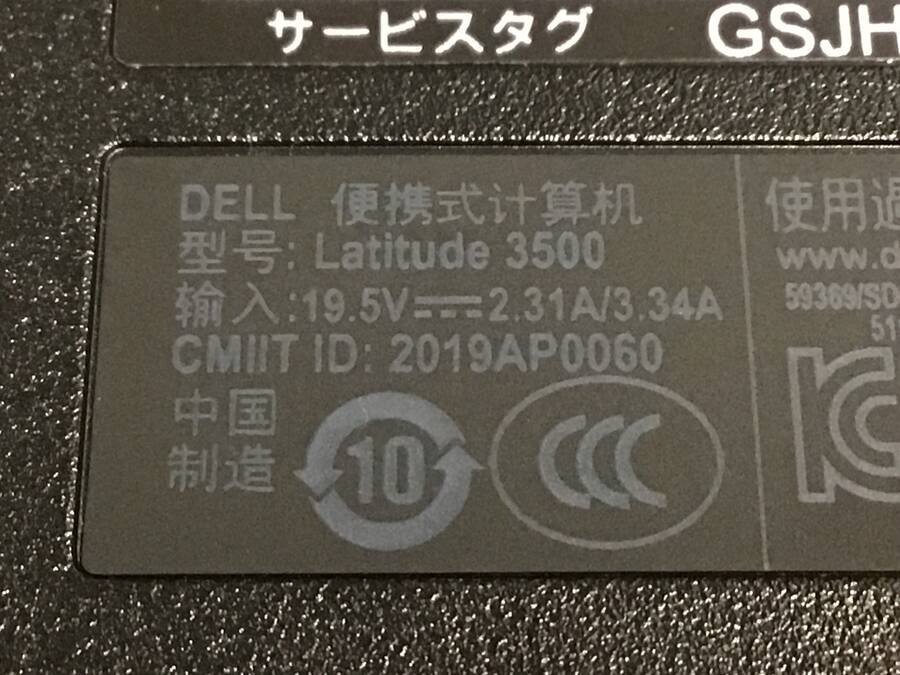 サービスタグ GSJH
DELL 便携式计算机
型号: Latitude 3500
输入:19.5V⎓2.31A/3.34A
CMIIT ID: 2019AP0060
中国
制造
10
CCC
使用過
www.d
59369/SD
511